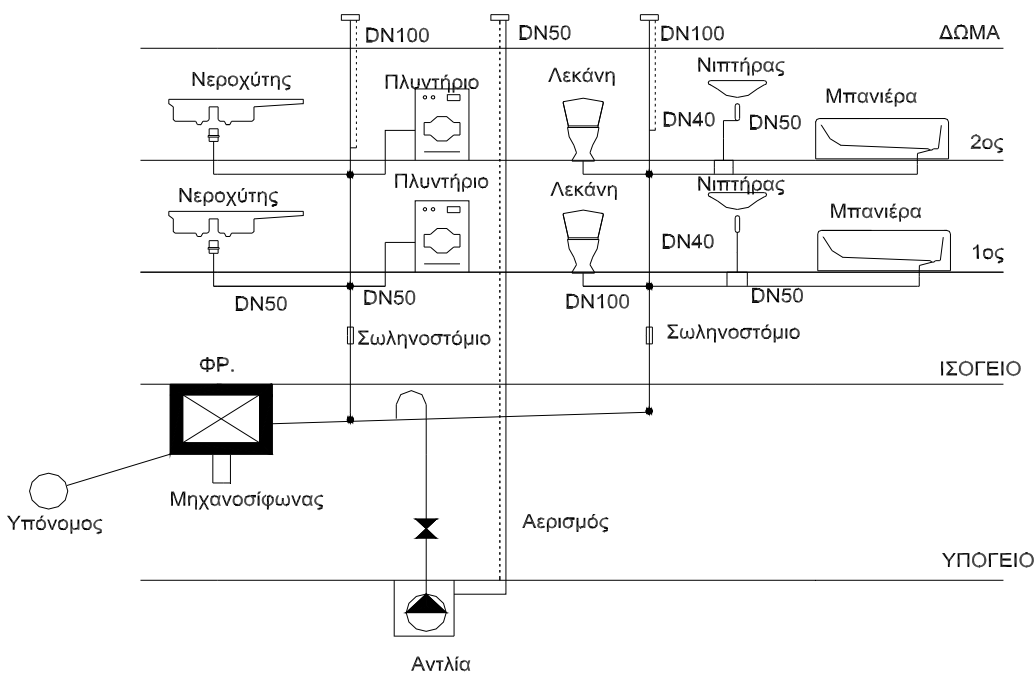 DN100
DN50
DN100
ΔΩΜΑ
Νεροχύτης
Πλυντήριο
Λεκάνη
Νιπτήρας
Μπανιέρα
DN40
DN50
2ος
Νεροχύτης
Πλυντήριο
Λεκάνη
Νιπτήρας
Μπανιέρα
DN40
1ος
DN50
DN50
DN100
DN50
Σωληνοστόμιο
Σωληνοστόμιο
ΦΡ.
ΙΣΟΓΕΙΟ
Μηχανοσίφωνας
Υπόνομος
Αερισμός
ΥΠΟΓΕΙΟ
Αντλία